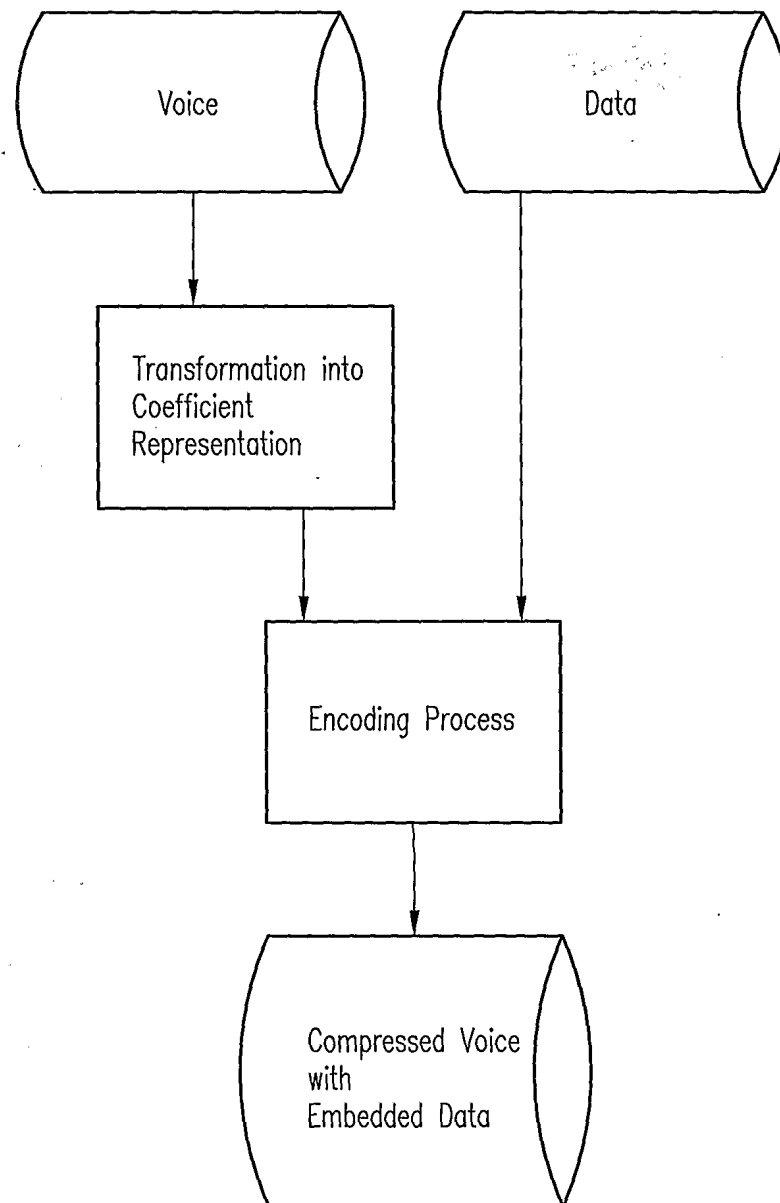 Voice
Data
Transformation into
Coefficient
Representation
Encoding Process
Compressed Voice
with
Embedded Data